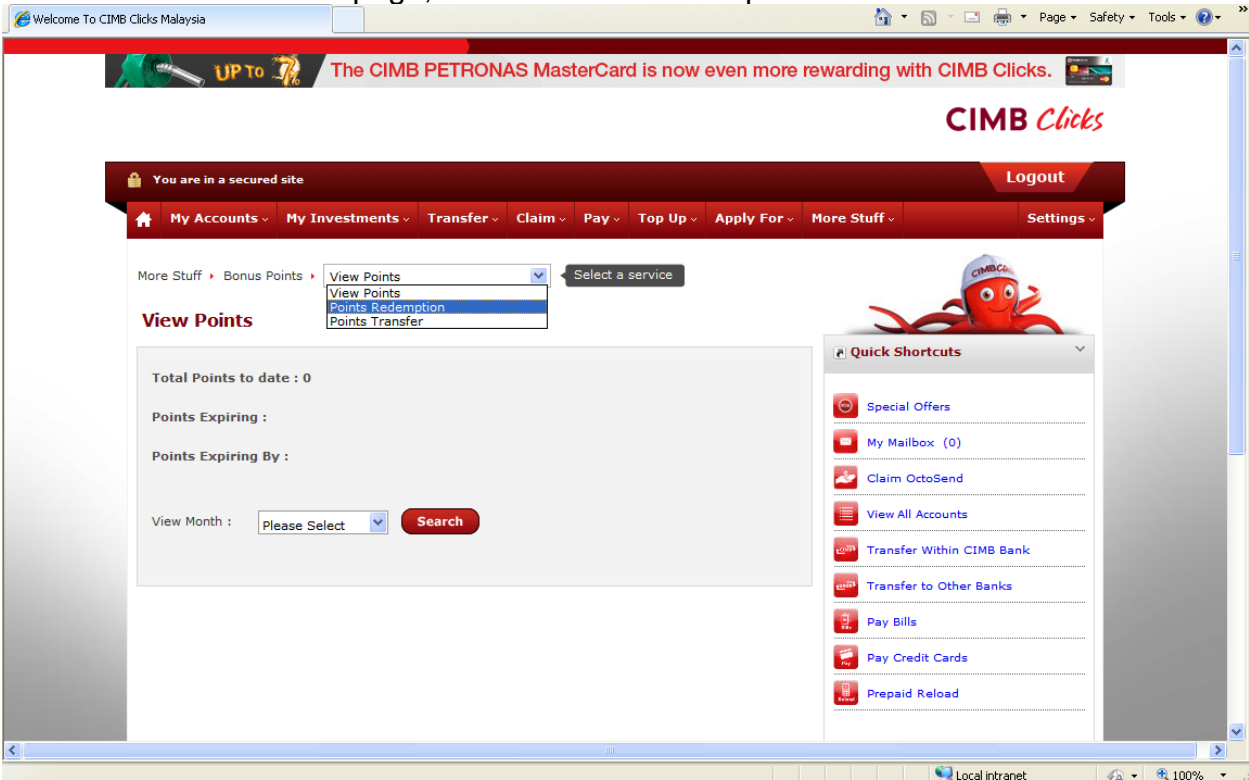 Welcome To CIMB Clicks Malaysia
Page Safety Tools
UP TO 7%
The CIMB PETRONAS MasterCard is now even more rewarding with CIMB Clicks.
CIMB Clicks
You are in a secured site
Logout
My Accounts My Investments Transfer Claim Pay Top Up Apply For More Stuff Settings
More Stuff Bonus Points View Points Select a service
View Points
Points Redemption
Points Transfer
View Points
Total Points to date : 0
Points Expiring :
Points Expiring By :
View Month : Please Select Search
Quick Shortcuts
Special Offers
My Mailbox (0)
Claim OctoSend
View All Accounts
Transfer Within CIMB Bank
Transfer to Other Banks
Pay Bills
Pay Credit Cards
Prepaid Reload
Local intranet 100%